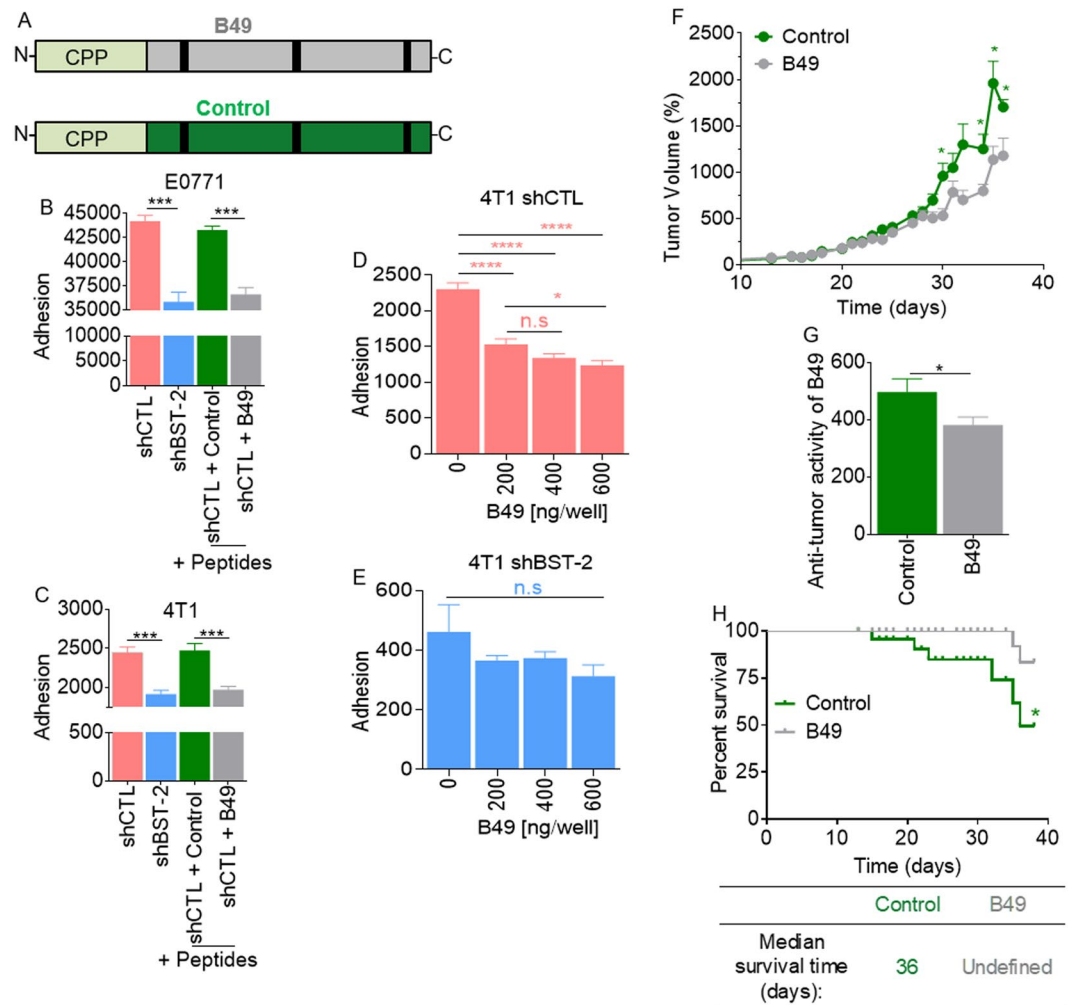 A
B49
N- CPP -C
Control
N- CPP -C
B
E0771
*** ***
45000
42500
40000
37500
35000
10000
5000
0
Adhesion
shCTL
shBST-2
shCTL + Control
shCTL + B49
+ Peptides
C
4T1
*** ***
3000
2500
2000
500
0
Adhesion
shCTL
shBST-2
shCTL + Control
shCTL + B49
+ Peptides
D
4T1 shCTL
****
****
****
*
n.s
2500
2000
1500
1000
500
0
Adhesion
0 200 400 600
B49 [ng/well]
E
4T1 shBST-2
n.s
600
400
200
0
Adhesion
0 200 400 600
B49 [ng/well]
F
Control
B49
2500
2000
1500
1000
500
0
Tumor Volume (%)
* * * *
10 20 30 40
Time (days)
G
*
600
400
200
0
Anti-tumor activity of B49
Control
B49
H
100
75
50
25
0
Percent survival
Control
B49
*
0 10 20 30 40
Time (days)
Control B49
Median
survival time 36 Undefined
(days):